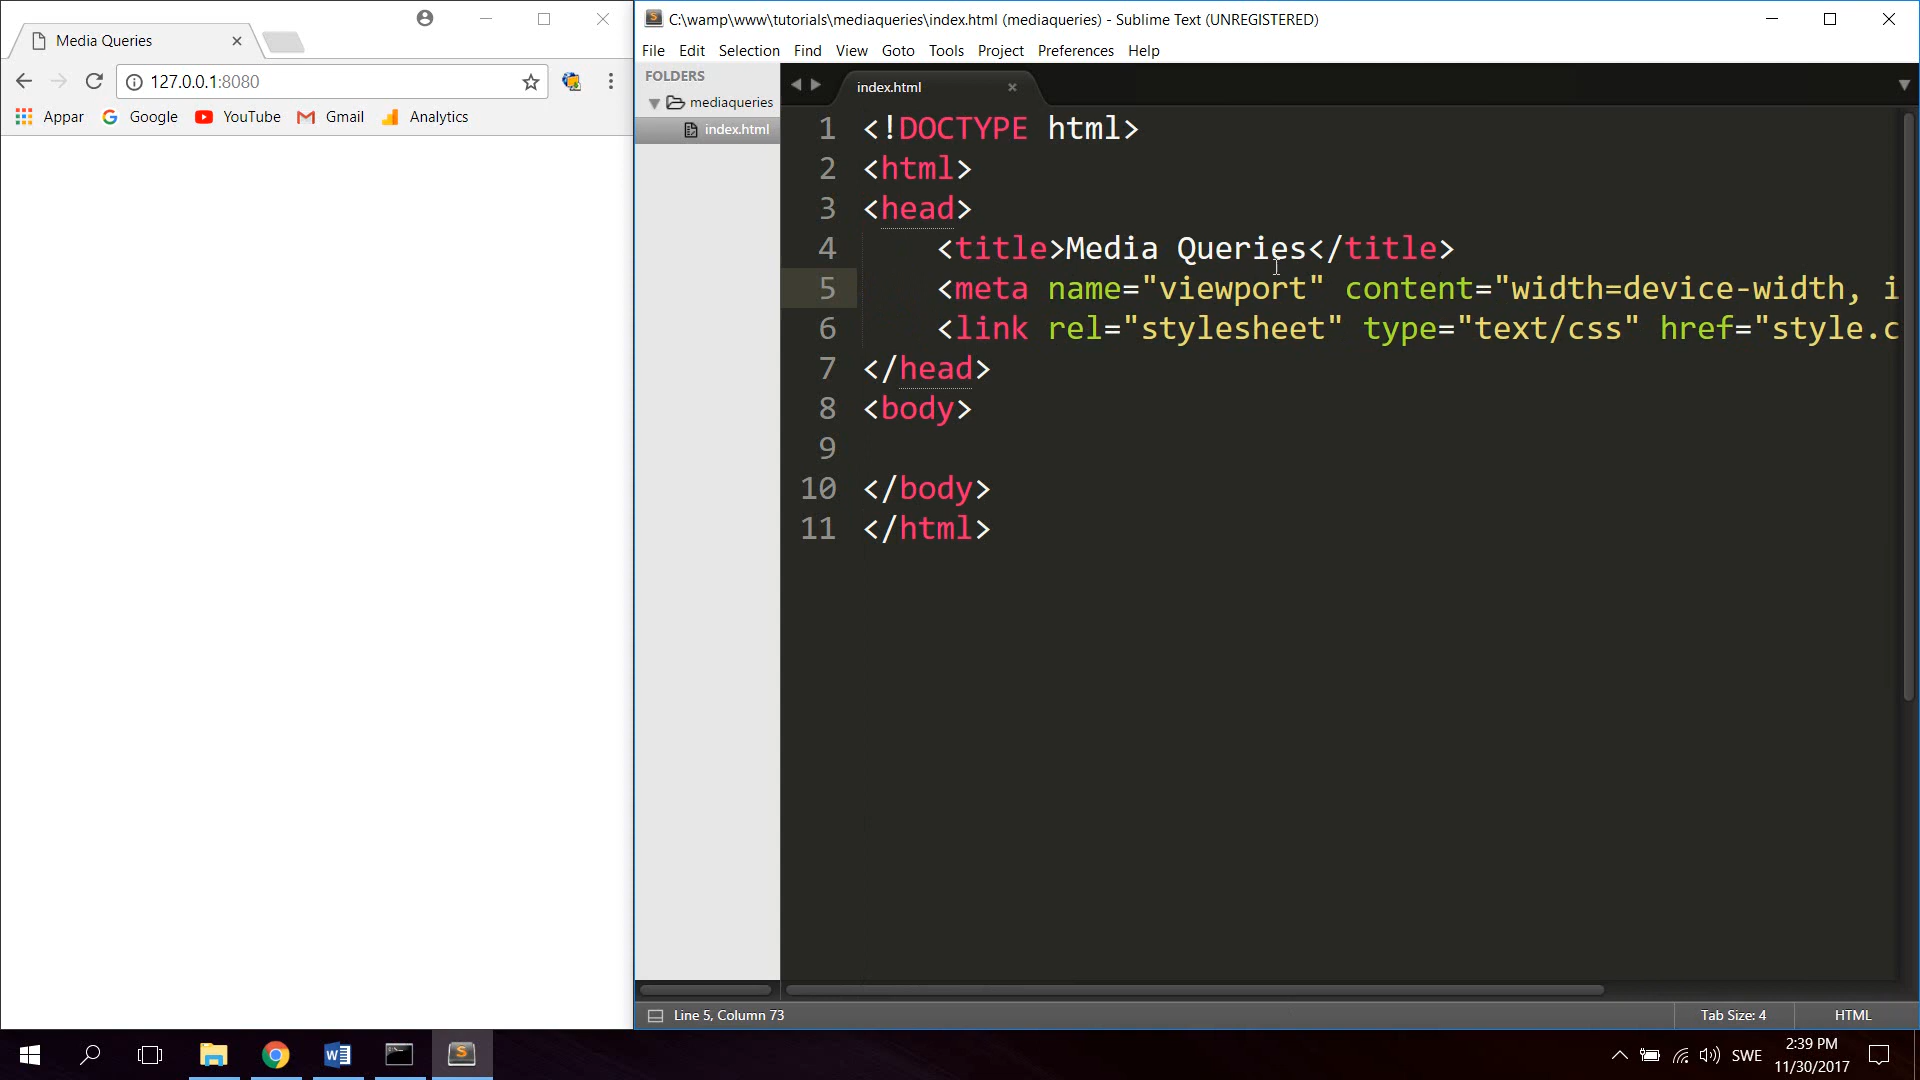 Media Queries
127.0.0.1:8080
Appar Google YouTube Gmail Analytics
C:\wamp\www\tutorials\mediaqueries\index.html (mediaqueries) - Sublime Text (UNREGISTERED)
File Edit Selection Find View Goto Tools Project Preferences Help
FOLDERS
mediaqueries
index.html
index.html
1 <!DOCTYPE html>
2 <html>
3 <head>
4 <title>Media Queries</title>
5 <meta name="viewport" content="width=device-width, i
6 <link rel="stylesheet" type="text/css" href="style.c
7 </head>
8 <body>
9
10 </body>
11 </html>
Line 5, Column 73
Tab Size: 4
HTML
SWE
2:39 PM
11/30/2017